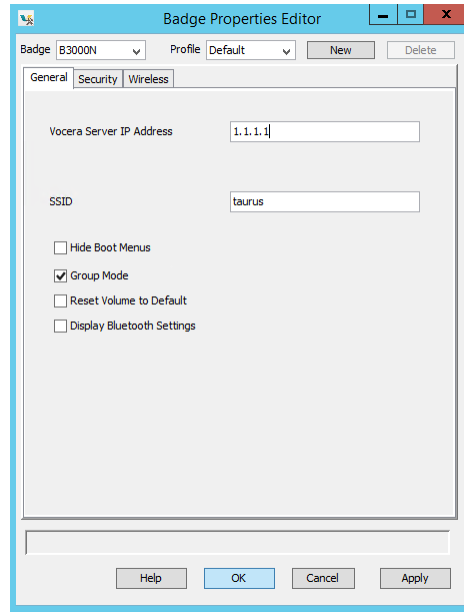 Badge Properties Editor
Badge B3000N Profile Default New Delete
General Security Wireless
Vocera Server IP Address 1.1.1.1
SSID taurus
Hide Boot Menus
Group Mode
Reset Volume to Default
Display Bluetooth Settings
Help OK Cancel Apply